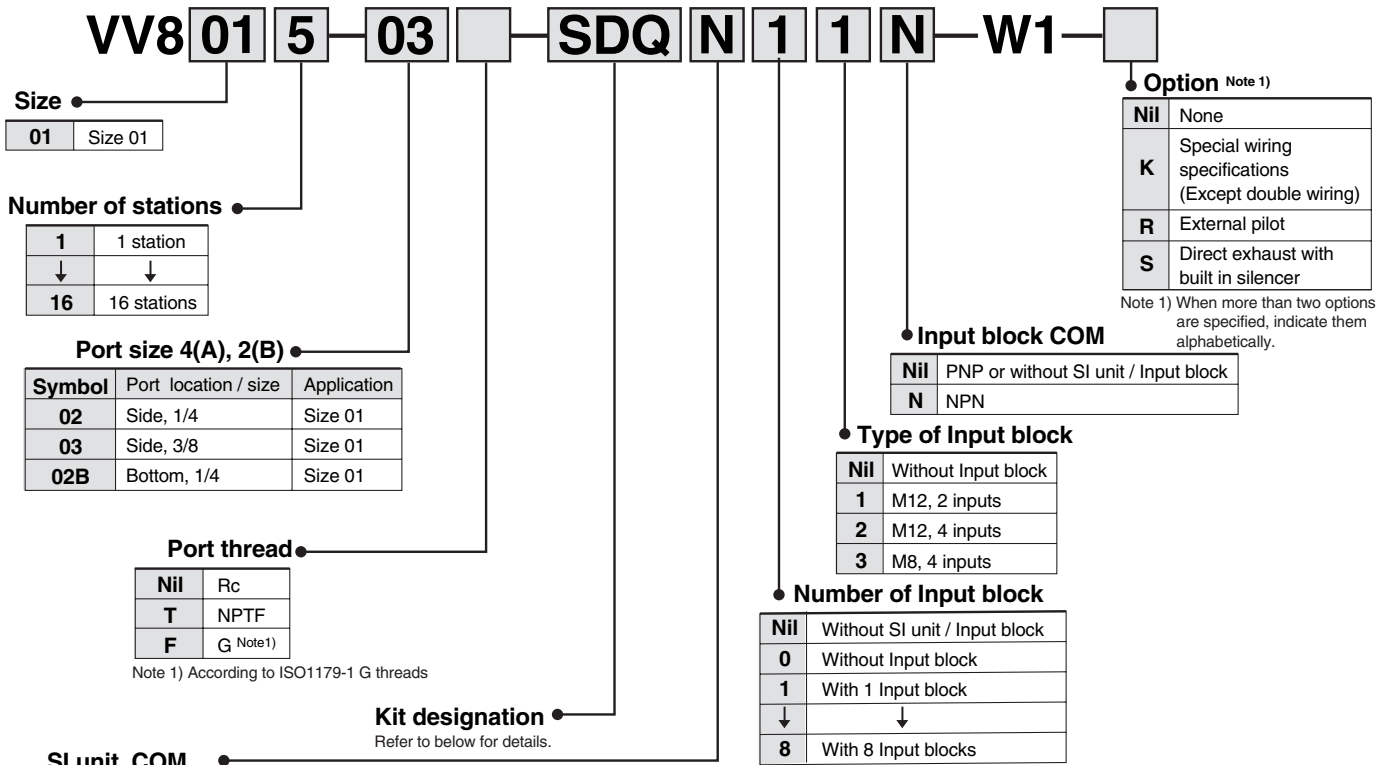 VV8 01 5 — 03 — SDQ N 1 1 N — W1 —
Size
01 Size 01
Number of stations
1 1 station
↓ ↓
16 16 stations
Port size 4(A), 2(B)
Symbol Port location / size Application
02 Side, 1/4 Size 01
03 Side, 3/8 Size 01
02B Bottom, 1/4 Size 01
Port thread
Nil Rc
T NPTF
F G Note1)
Note 1) According to ISO1179-1 G threads
Kit designation
Refer to below for details.
SI unit COM
Option Note 1)
Nil None
K Special wiring
specifications
(Except double wiring)
R External pilot
S Direct exhaust with
built in silencer
Note 1) When more than two options
are specified, indicate them
alphabetically.
Input block COM
Nil PNP or without SI unit / Input block
N NPN
Type of Input block
Nil Without Input block
1 M12, 2 inputs
2 M12, 4 inputs
3 M8, 4 inputs
Number of Input block
Nil Without SI unit / Input block
0 Without Input block
1 With 1 Input block
↓ ↓
8 With 8 Input blocks